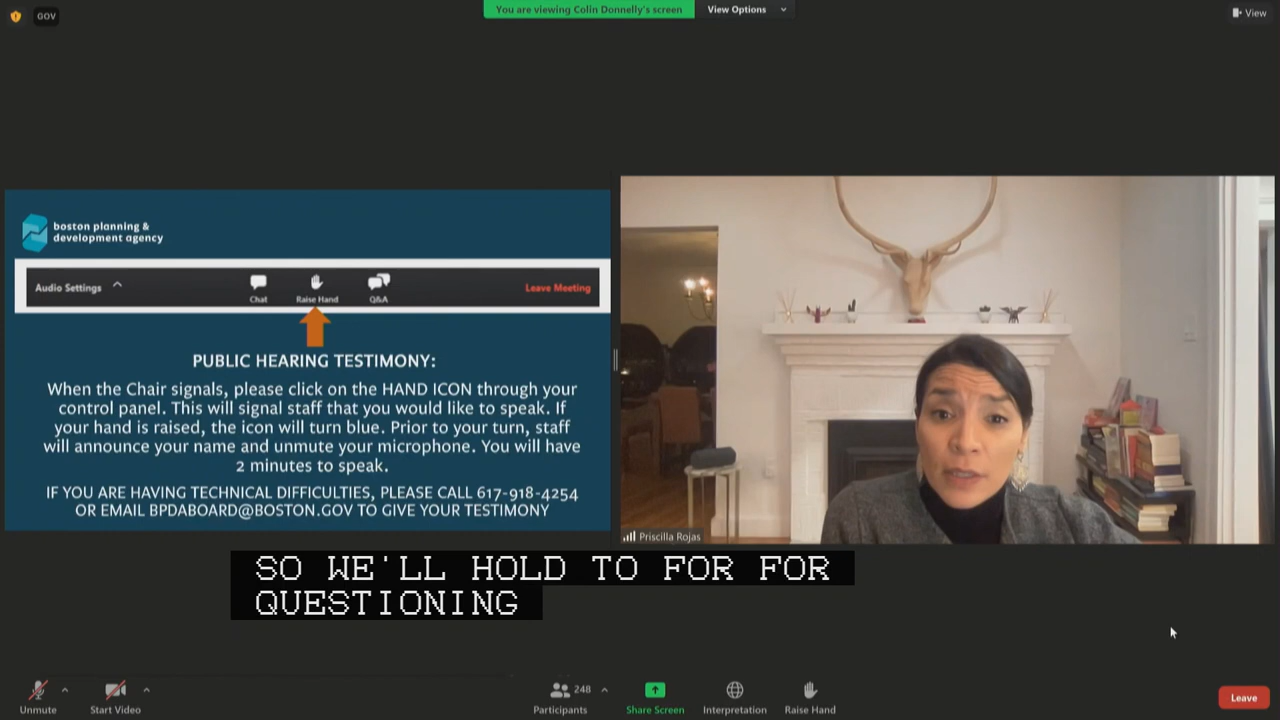 GOV
You are viewing Colin Donnelly's screen
View Options
View
boston planning &
development agency
Audio Settings
Chat
Raise Hand
Q&A
Leave Meeting
PUBLIC HEARING TESTIMONY:
When the Chair signals, please click on the HAND ICON through your
control panel. This will signal staff that you would like to speak. If
your hand is raised, the icon will turn blue. Prior to your turn, staff
will announce your name and unmute your microphone. You will have
2 minutes to speak.
IF YOU ARE HAVING TECHNICAL DIFFICULTIES, PLEASE CALL 617-918-4254
OR EMAIL BPDABOARD@BOSTON.GOV TO GIVE YOUR TESTIMONY
Priscilla Rojas
SO WE'LL HOLD TO FOR FOR
QUESTIONING
Unmute
Start Video
248
Participants
Share Screen
Interpretation
Raise Hand
Leave